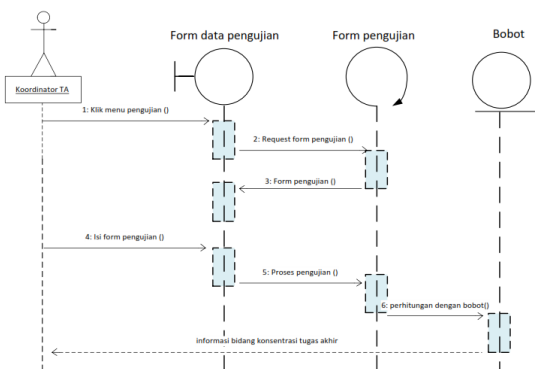 Form data pengujian
Form pengujian
Bobot
Koordinator TA
1: Klik menu pengujian ()
2: Request form pengujian ()
3: Form pengujian ()
4: Isi form pengujian ()
5: Proses pengujian ()
6: perhitungan dengan bobot()
informasi bidang konsentrasi tugas akhir